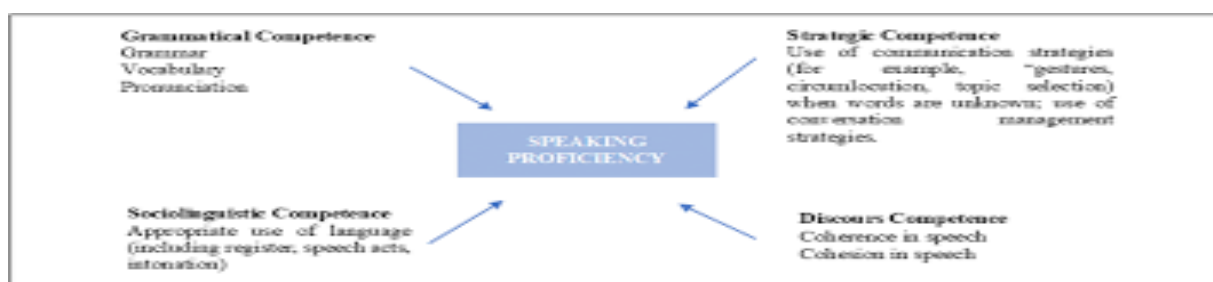 Grammatical Competence
Grammar
Vocabulary
Pronunciation
Strategic Competence
Use of communication strategies
(for example, "gestures,
circumlocution, topic selection)
when words are unknown; use of
conversation management
strategies.
SPEAKING
PROFICIENCY
Sociolinguistic Competence
Appropriate use of language
(including register, speech acts,
intonation)
Discours Competence
Coherence in speech
Cohesion in speech